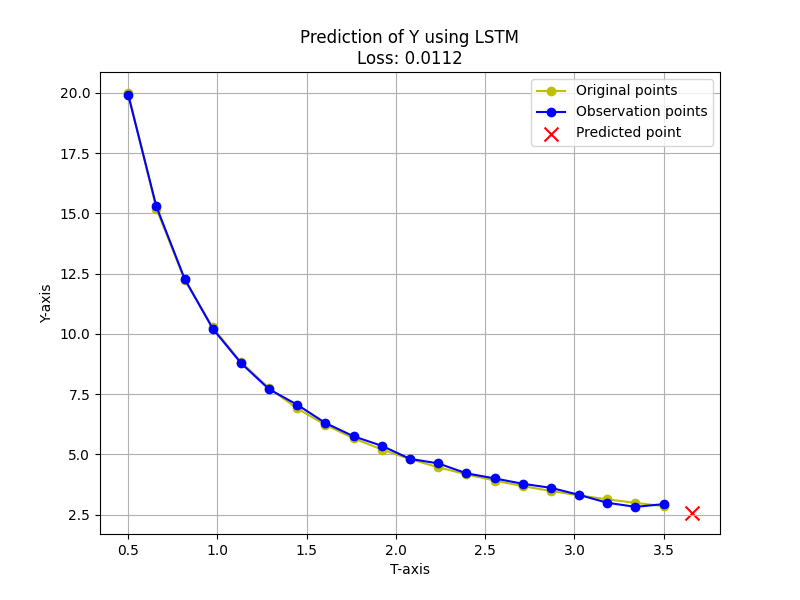 Prediction of Y using LSTM
Loss: 0.0112
Original points
Observation points
Predicted point
20.0
17.5
15.0
12.5
10.0
7.5
5.0
2.5
Y-axis
0.5 1.0 1.5 2.0 2.5 3.0 3.5
T-axis